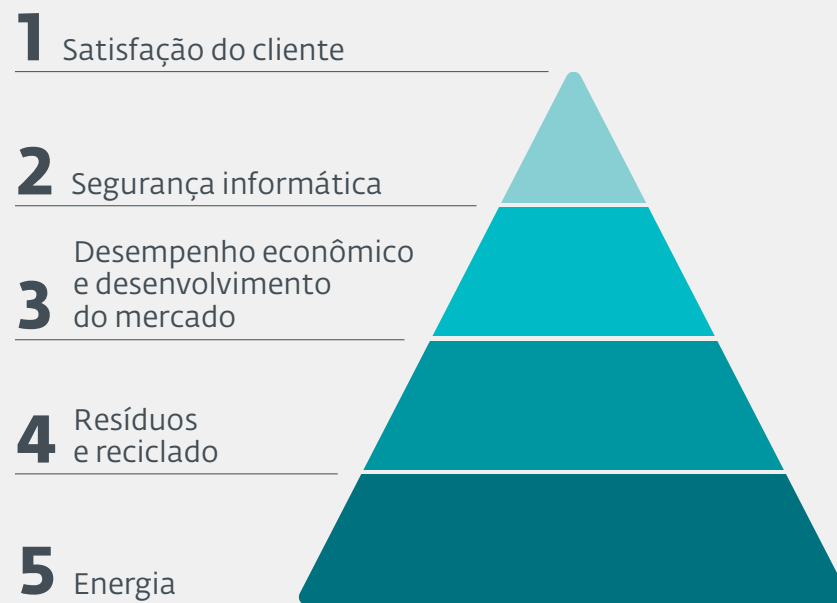 1 Satisfação do cliente
2 Segurança informática
Desempenho econômico
e desenvolvimento
3 do mercado
Resíduos
4 e reciclado
5 Energia